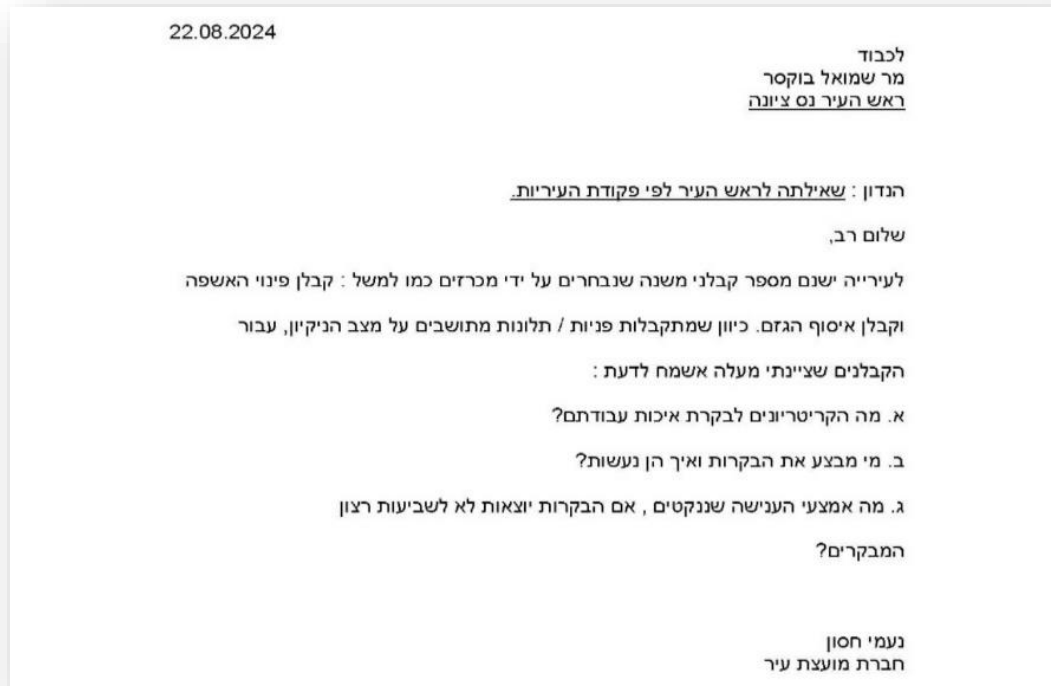 22.08.2024
לכבוד
מר שמואל בוקסר
ראש העיר נס ציונה
הנדון : שאילתה לראש העיר לפי פקודת העיריות.
שלום רב,
לעירייה ישנם מספר קבלני משנה שנבחרים על ידי מכרזים כמו למשל : קבלן פינוי האשפה
וקבלן איסוף הגזם. כיוון שמתקבלות פניות / תלונות מתושבים על מצב הניקיון, עבור
הקבלנים שציינתי מעלה אשמח לדעת :
א. מה הקריטריונים לבקרת איכות עבודתם?
ב. מי מבצע את הבקרות ואיך הן נעשות?
ג. מה אמצעי הענישה שננקטים , אם הבקרות יוצאות לא לשביעות רצון
המבקרים?
נעמי חסון
חברת מועצת עיר